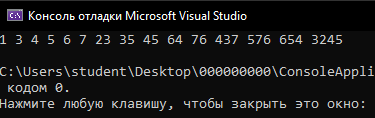 Консоль отладки Microsoft Visual Studio
1 3 4 5 6 7 23 35 45 64 76 437 576 654 3245
C:\Users\student\Desktop\000000000\ConsoleAppli
кодом 0.
Нажмите любую клавишу, чтобы закрыть это окно: